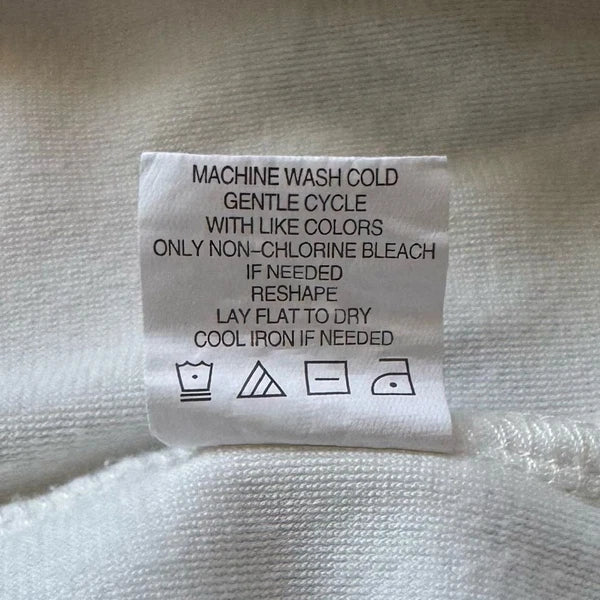 MACHINE WASH COLD
GENTLE CYCLE
WITH LIKE COLORS
ONLY NON–CHLORINE BLEACH
IF NEEDED
RESHAPE
LAY FLAT TO DRY
COOL IRON IF NEEDED